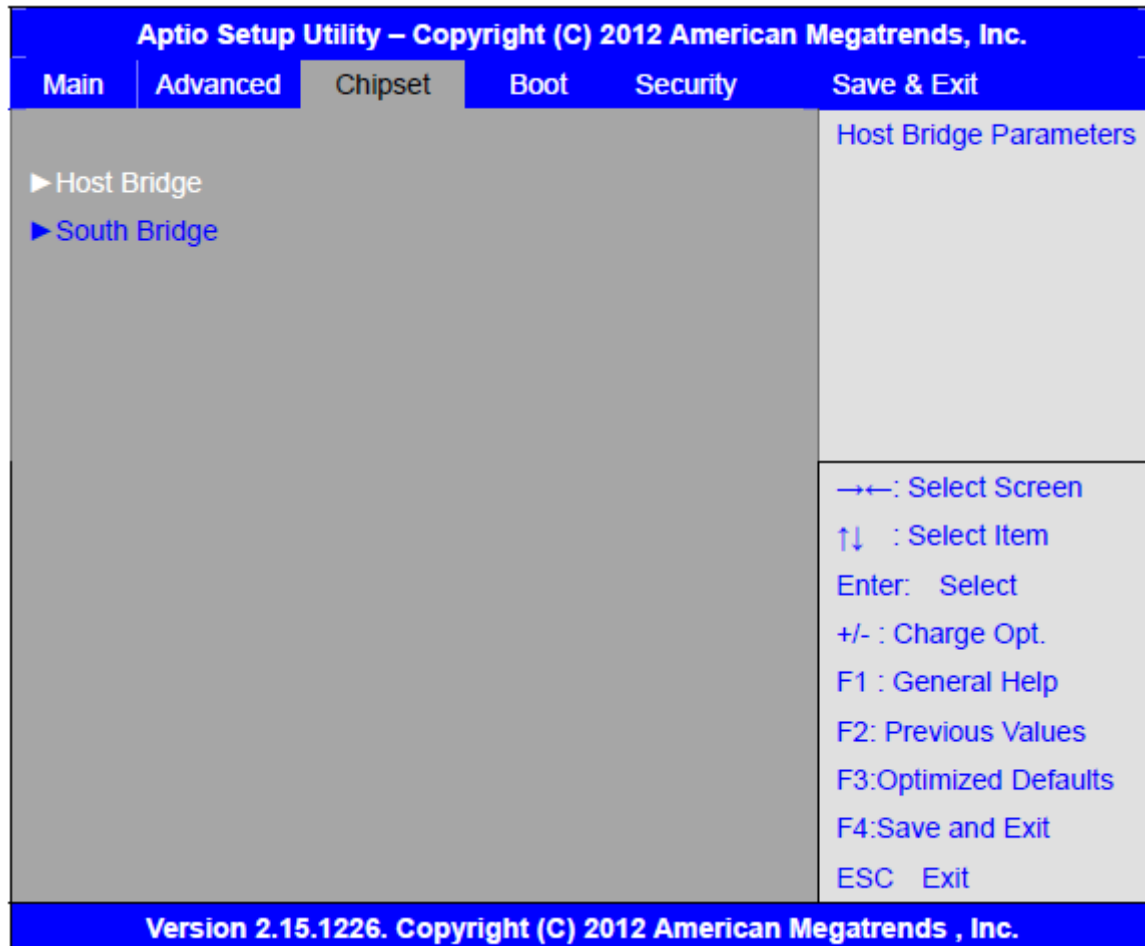 Aptio Setup Utility – Copyright (C) 2012 American Megatrends, Inc.
Main Advanced Chipset Boot Security Save & Exit
►Host Bridge
►South Bridge
Host Bridge Parameters
→←: Select Screen
↑↓ : Select Item
Enter: Select
+/- : Charge Opt.
F1 : General Help
F2: Previous Values
F3:Optimized Defaults
F4:Save and Exit
ESC Exit
Version 2.15.1226. Copyright (C) 2012 American Megatrends , Inc.